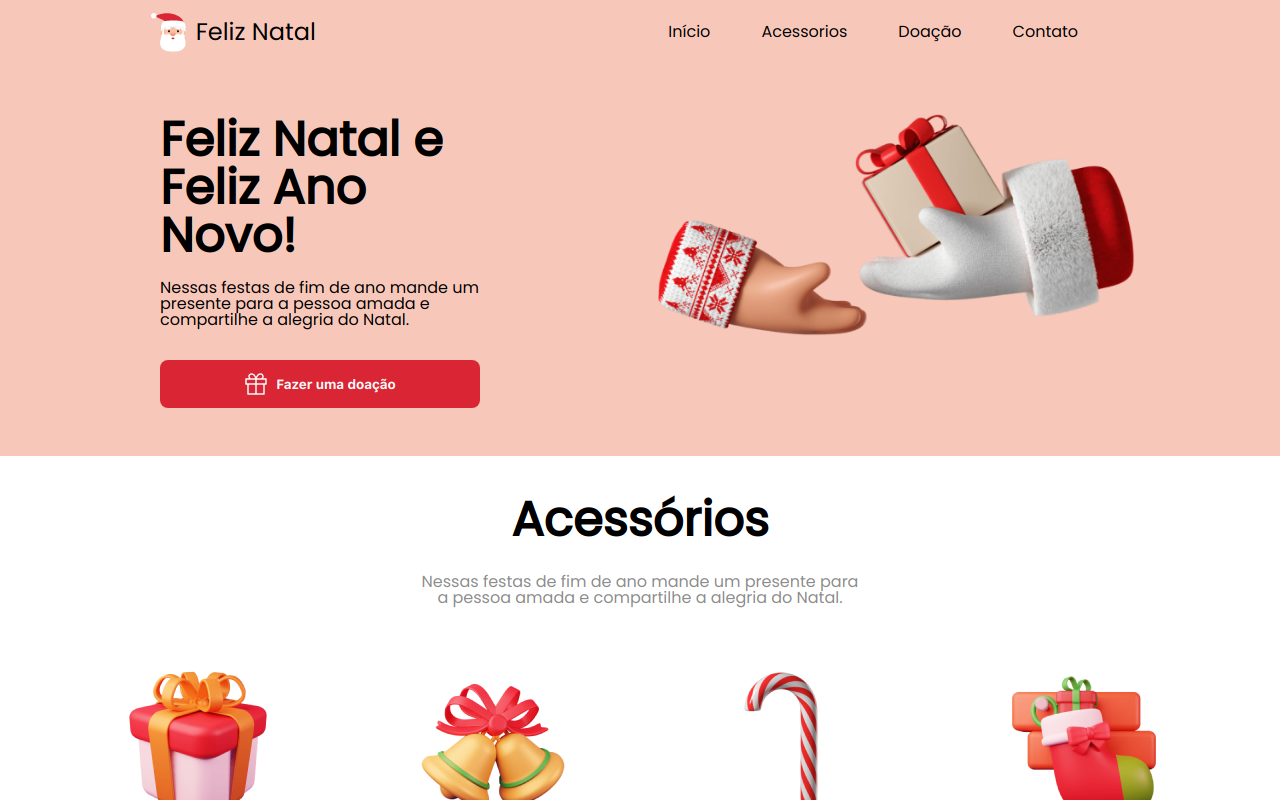 Feliz Natal
Início
Acessorios
Doação
Contato
Feliz Natal e
Feliz Ano
Novo!
Nessas festas de fim de ano mande um
presente para a pessoa amada e
compartilhe a alegria do Natal.
Fazer uma doação
Acessórios
Nessas festas de fim de ano mande um presente para
a pessoa amada e compartilhe a alegria do Natal.